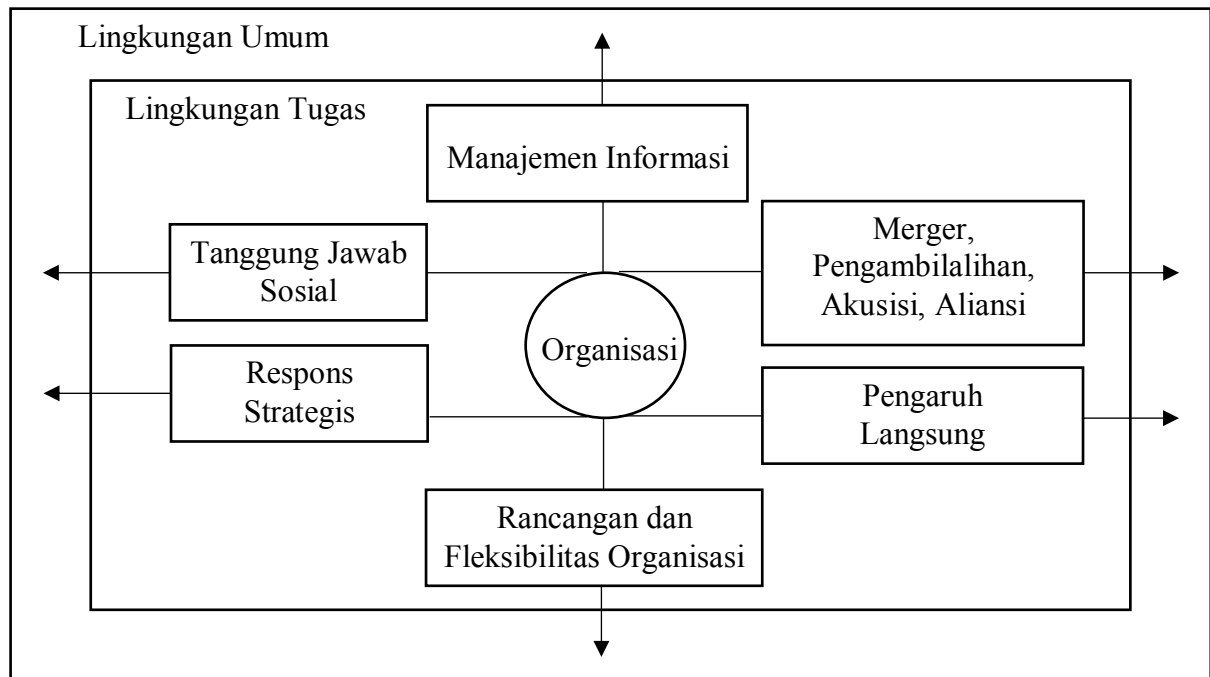 Lingkungan Umum
Lingkungan Tugas
Manajemen Informasi
Tanggung Jawab
Sosial
Merger,
Pengambilalihan,
Akusisi, Aliansi
Organisasi
Respons
Strategis
Pengaruh
Langsung
Rancangan dan
Fleksibilitas Organisasi